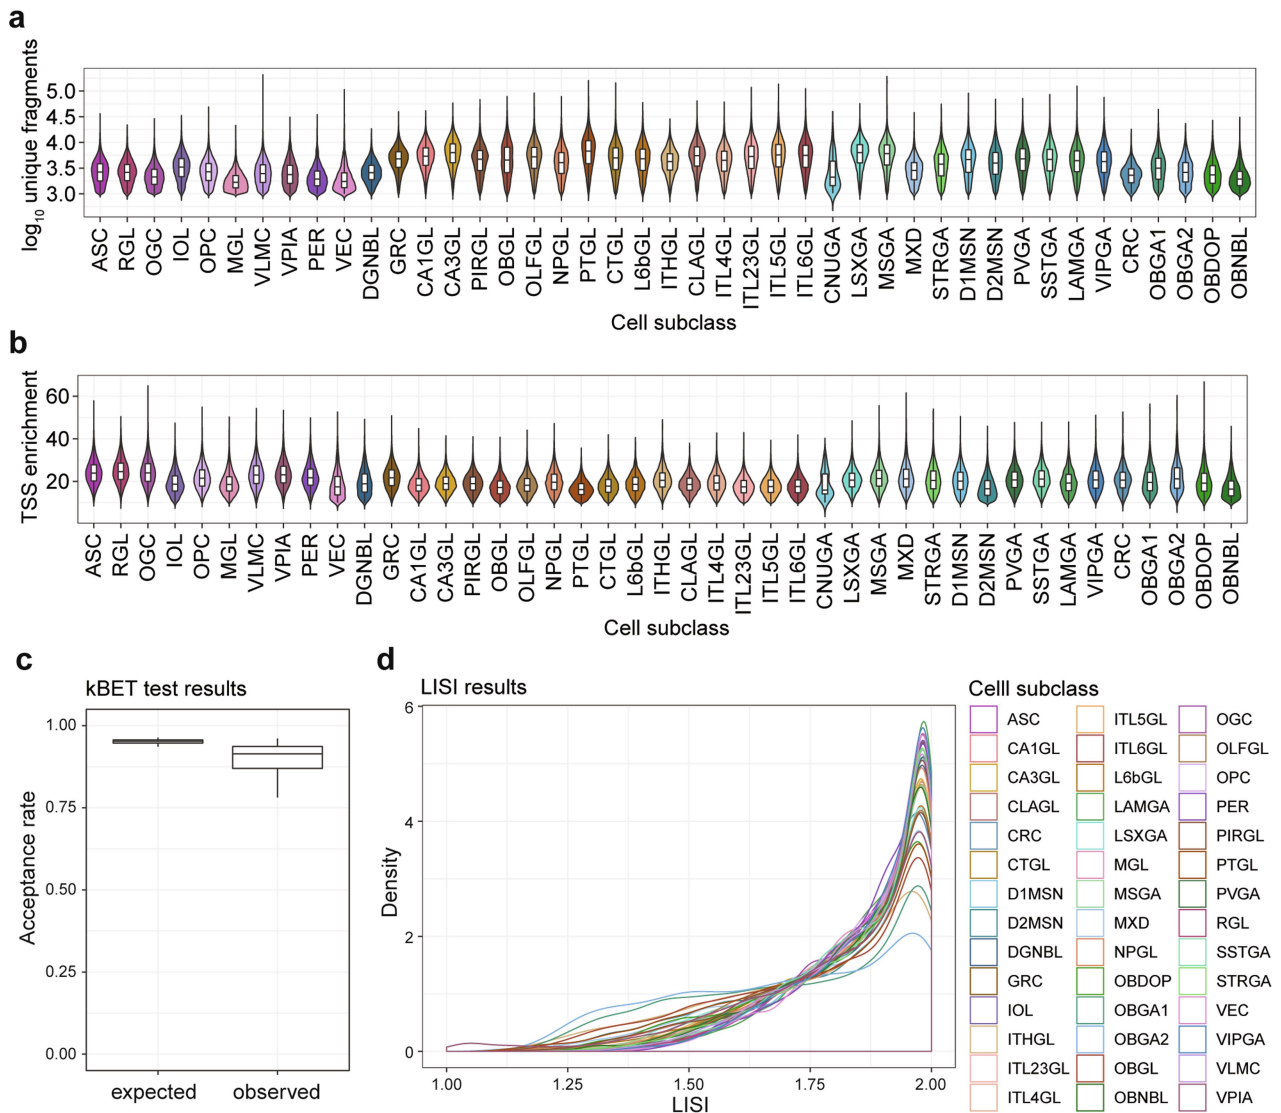 a
log10 unique fragments
5.0
4.5
4.0
3.5
3.0
ASC RGL OGC IOL OPC MGL VLMC VPIA PER VEC DGNBL GRC CA1GL CA3GL PIRGL OBGL OLFGL NPGL PTGL CTGL L6bGL ITHGL CLAGL ITL4GL ITL23GL ITL5GL ITL6GL CNUGA LSXGA MSGA MXD STRGA D1MSN D2MSN PVGA SSTGA LAMGA VIPGA CRC OBGA1 OBGA2 OBDOP OBNBL
Cell subclass
b
TSS enrichment
60
40
20
ASC RGL OGC IOL OPC MGL VLMC VPIA PER VEC DGNBL GRC CA1GL CA3GL PIRGL OBGL OLFGL NPGL PTGL CTGL L6bGL ITHGL CLAGL ITL4GL ITL23GL ITL5GL ITL6GL CNUGA LSXGA MSGA MXD STRGA D1MSN D2MSN PVGA SSTGA LAMGA VIPGA CRC OBGA1 OBGA2 OBDOP OBNBL
Cell subclass
c
kBET test results
Acceptance rate
1.00
0.75
0.50
0.25
0.00
expected observed
d
LISI results
Density
6
4
2
0
1.00 1.25 1.50 1.75 2.00
LISI
Celll subclass
ASC ITL5GL OGC
CA1GL ITL6GL OLFGL
CA3GL L6bGL OPC
CLAGL LAMGA PER
CRC LSXGA PIRGL
CTGL MGL PTGL
D1MSN MSGA PVGA
D2MSN MXD RGL
DGNBL NPGL SSTGA
GRC OBDOP STRGA
IOL OBGA1 VEC
ITHGL OBGA2 VIPGA
ITL23GL OBGL VLMC
ITL4GL OBNBL VPIA